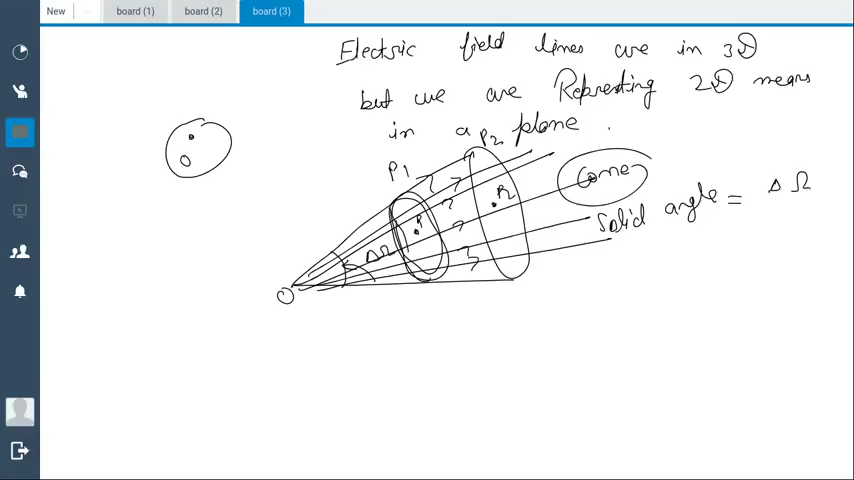 New
board (1)
board (2)
board (3)
Electric field lines are in 3D
but we are Represting 2D means
in a plane.
P1
P2
Cone
Solid angle = ΔΩ
ΔΩ
O